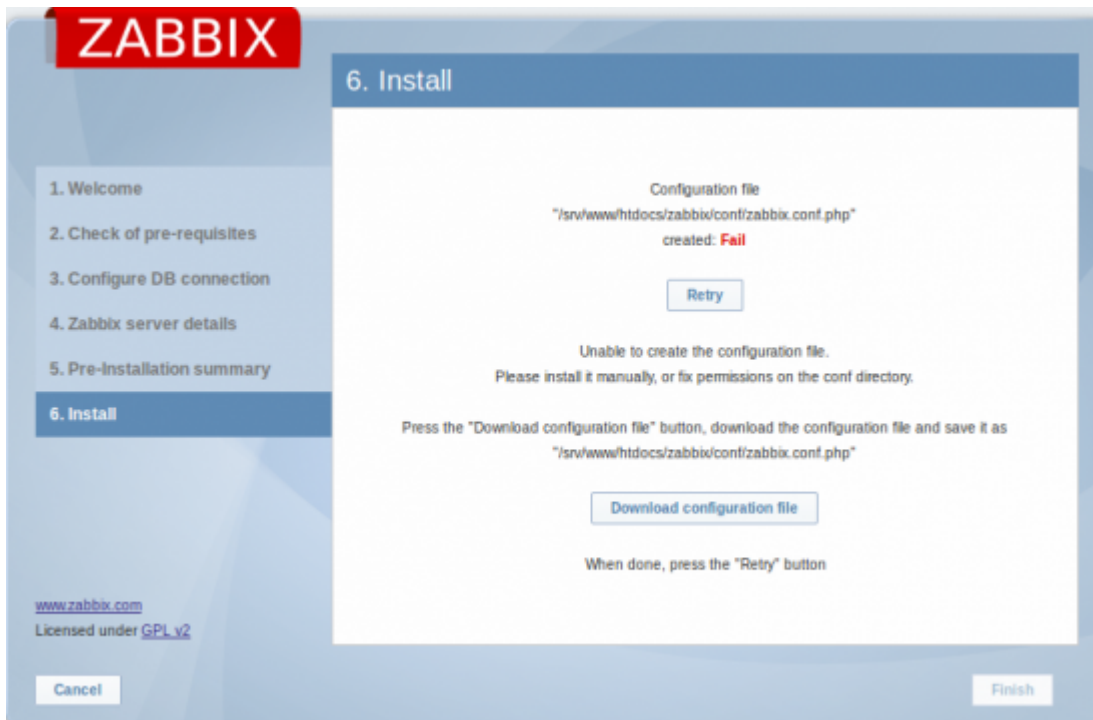 ZABBIX
6. Install
1. Welcome
2. Check of pre-requisites
3. Configure DB connection
4. Zabbix server details
5. Pre-Installation summary
6. Install
Configuration file
"/srv/www/htdocs/zabbix/conf/zabbix.conf.php"
created: Fail
Retry
Unable to create the configuration file.
Please install it manually, or fix permissions on the conf directory.
Press the "Download configuration file" button, download the configuration file and save it as
"/srv/www/htdocs/zabbix/conf/zabbix.conf.php"
Download configuration file
When done, press the "Retry" button
www.zabbix.com
Licensed under GPL v2
Cancel
Finish